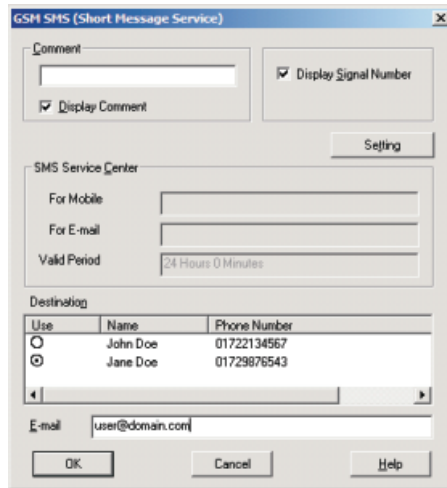 GSM SMS (Short Message Service)
Comment
Display Comment
Display Signal Number
Setting
SMS Service Center
For Mobile
For E-mail
Valid Period
24 Hours 0 Minutes
Destination
Use Name Phone Number
John Doe 01722134567
Jane Doe 01729876543
E-mail user@domain.com
OK Cancel Help